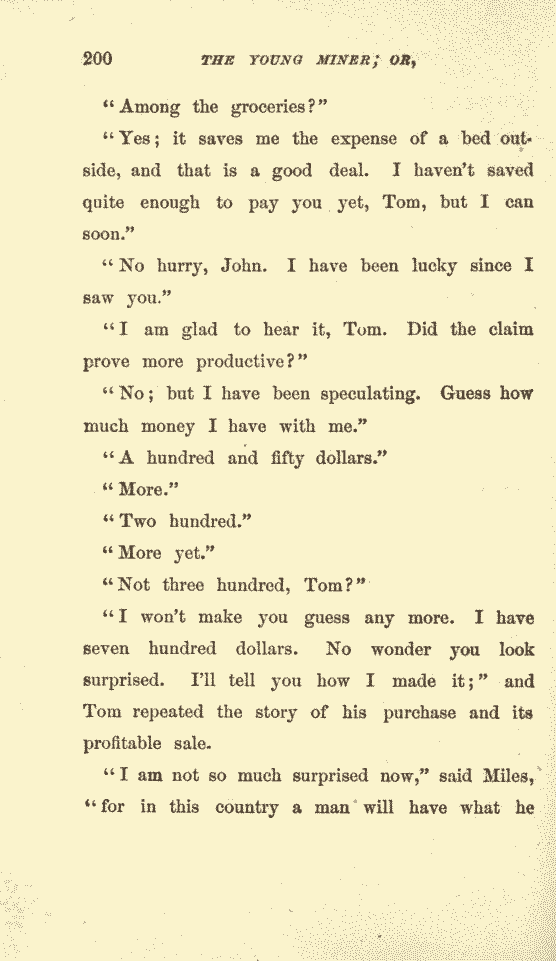 200 THE YOUNG MINER; OR,
"Among the groceries?"
"Yes; it saves me the expense of a bed out-
side, and that is a good deal. I haven't saved
quite enough to pay you yet, Tom, but I can
soon."
"No hurry, John. I have been lucky since I
saw you."
"I am glad to hear it, Tom. Did the claim
prove more productive?"
"No; but I have been speculating. Guess how
much money I have with me."
"A hundred and fifty dollars."
"More."
"Two hundred."
"More yet."
"Not three hundred, Tom?"
"I won't make you guess any more. I have
seven hundred dollars. No wonder you look
surprised. I'll tell you how I made it;" and
Tom repeated the story of his purchase and its
profitable sale.
"I am not so much surprised now," said Miles,
"for in this country a man will have what he